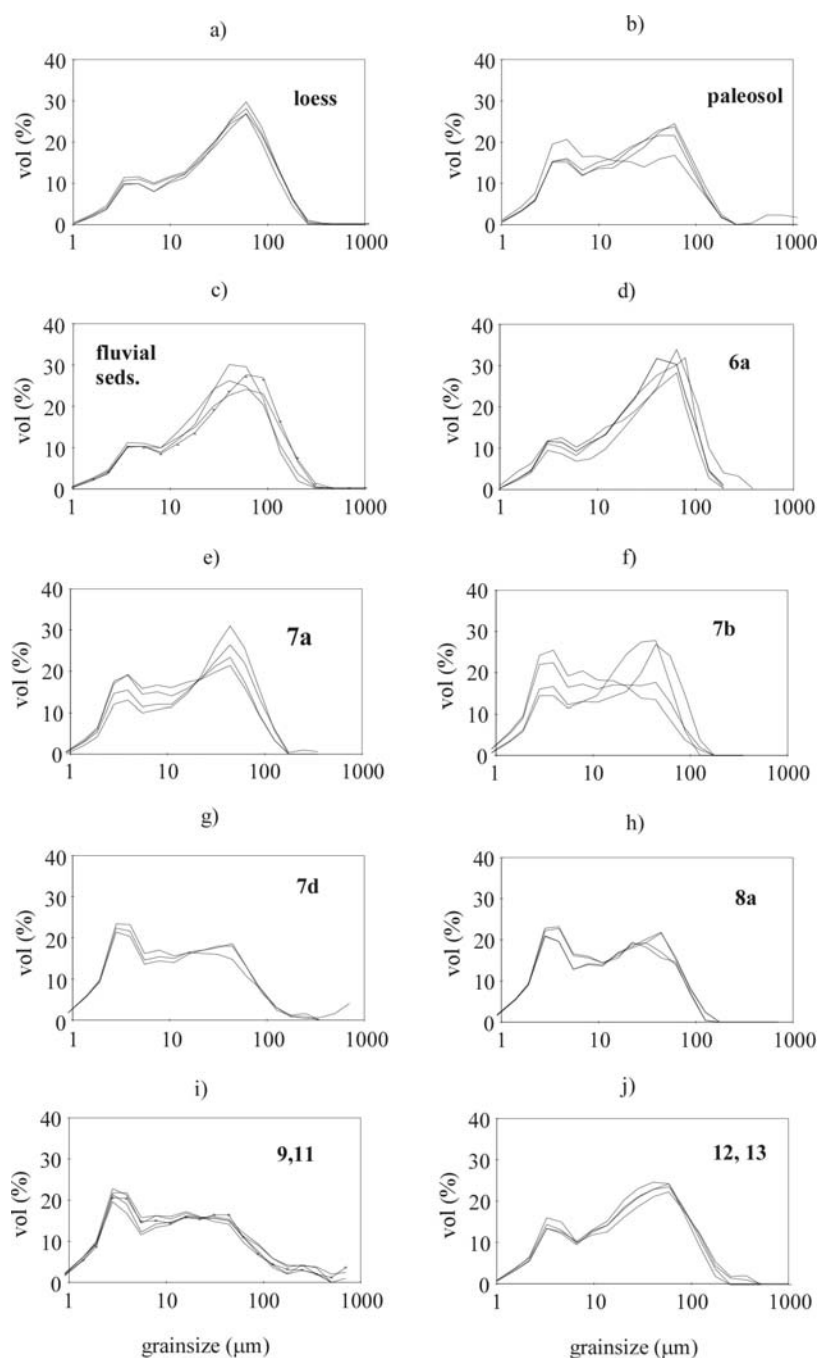 a) b)
40 40
loess paleosol
30 30
vol (%) 20 vol (%) 20
10 10
0 0
1 10 100 1000 1 10 100 1000
c) d)
40 40
fluvial 6a
seds.
30 30
vol (%) 20 vol (%) 20
10 10
0 0
1 10 100 1000 1 10 100 1000
e) f)
40 40
7a 7b
30 30
vol (%) 20 vol (%) 20
10 10
0 0
1 10 100 1000 1 10 100 1000
g) h)
40 40
7d 8a
30 30
vol (%) 20 vol (%) 20
10 10
0 0
1 10 100 1000 1 10 100 1000
i) j)
40 40
9,11 12, 13
30 30
vol (%) 20 vol (%) 20
10 10
0 0
1 10 100 1000 1 10 100 1000
grainsize (μm) grainsize (μm)